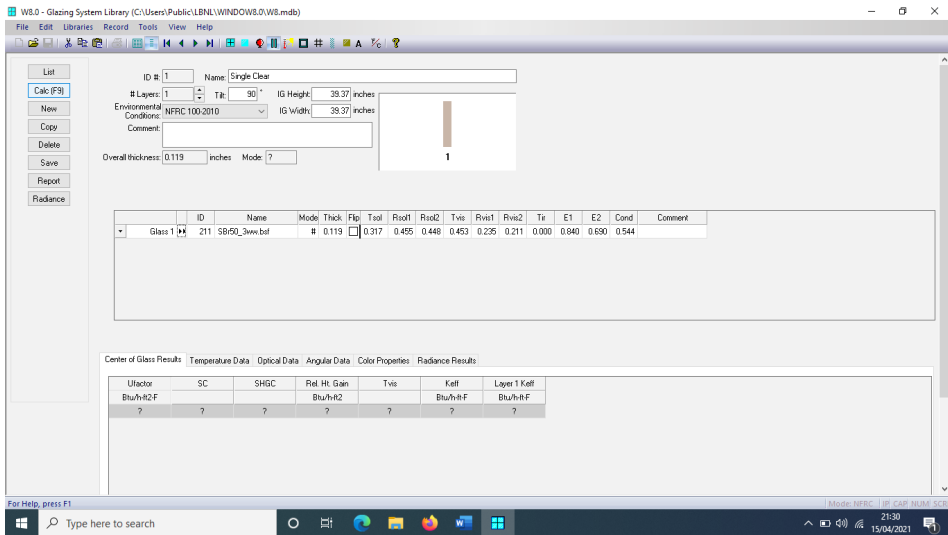 W8.0 - Glazing System Library (C:\Users\Public\LBNL\WINDOW8.0\W8.mdb)
File Edit Libraries Record Tools View Help
List
Calc (F9)
New
Copy
Delete
Save
Report
Radiance
ID #: 1 Name: Single Clear
# Layers: 1 Tilt: 90 ° IG Height: 39.37 inches
Environmental Conditions: NFRC 100-2010 IG Width: 39.37 inches
Comment:
Overall thickness: 0.119 inches Mode: ?
1
ID Name Mode Thick Flip Tsol Rsol1 Rsol2 Tvis Rvis1 Rvis2 Tir E1 E2 Cond Comment
Glass 1 211 SBr50_3ww.bsf # 0.119 0.317 0.455 0.448 0.453 0.235 0.211 0.000 0.840 0.690 0.544
Center of Glass Results Temperature Data Optical Data Angular Data Color Properties Radiance Results
Ufactor SC SHGC Rel. Ht. Gain Tvis Keff Layer 1 Keff
Btu/h-ft2-F Btu/h-ft2 Btu/h-ft-F Btu/h-ft-F
? ? ? ? ? ? ?
For Help, press F1
Mode: NFRC IP CAP NUM SCR
Type here to search
21:30
15/04/2021